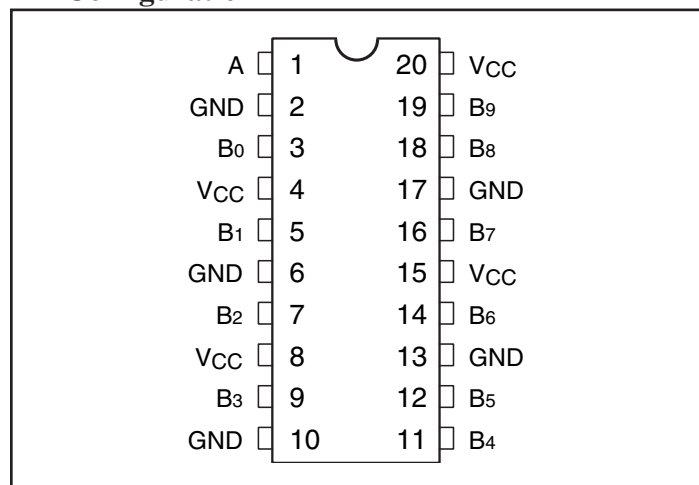 A 1 20 VCC
GND 2 19 B9
B0 3 18 B8
VCC 4 17 GND
B1 5 16 B7
GND 6 15 VCC
B2 7 14 B6
VCC 8 13 GND
B3 9 12 B5
GND 10 11 B4